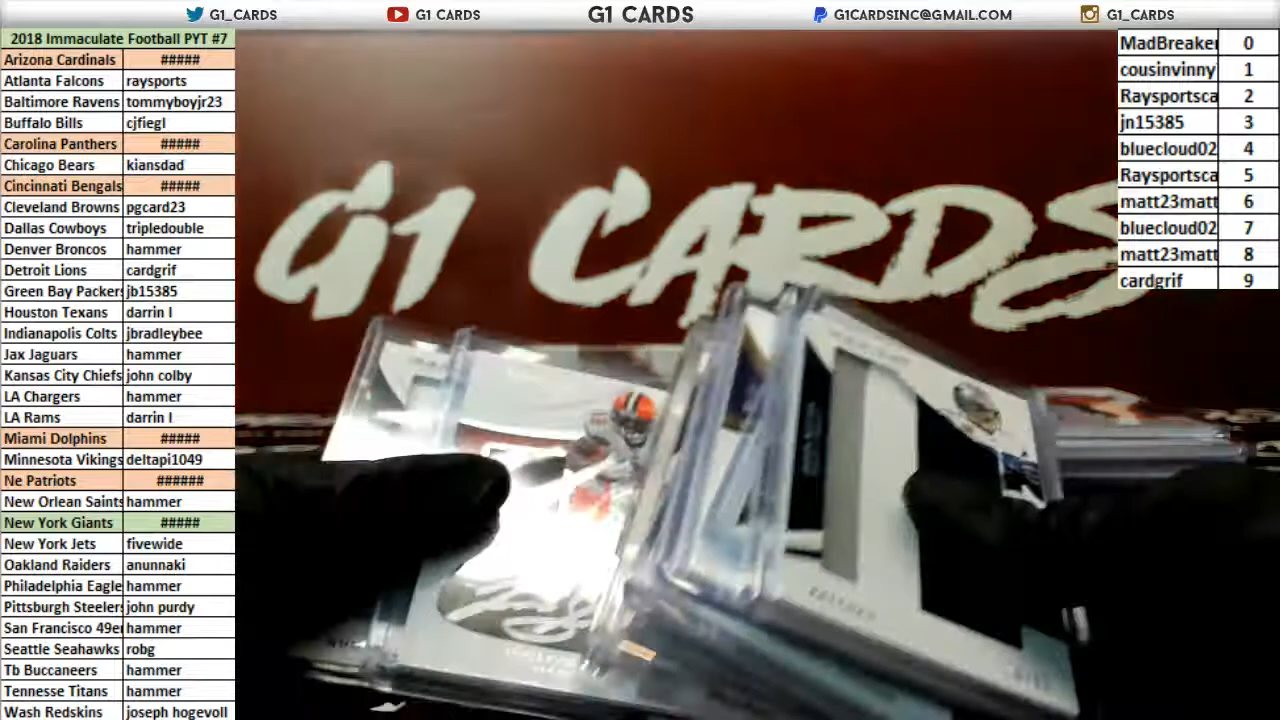 G1_CARDS
G1 CARDS
G1 CARDS
G1CARDSINC@GMAIL.COM
G1_CARDS
2018 Immaculate Football PYT #7
Arizona Cardinals #####
Atlanta Falcons raysports
Baltimore Ravens tommyboyjr23
Buffalo Bills cjfiegl
Carolina Panthers #####
Chicago Bears kiansdad
Cincinnati Bengals #####
Cleveland Browns pgcard23
Dallas Cowboys tripledouble
Denver Broncos hammer
Detroit Lions cardgrif
Green Bay Packers jb15385
Houston Texans darrin l
Indianapolis Colts jbradleybee
Jax Jaguars hammer
Kansas City Chiefs john colby
LA Chargers hammer
LA Rams darrin l
Miami Dolphins #####
Minnesota Vikings deltapi1049
Ne Patriots ######
New Orlean Saints hammer
New York Giants #####
New York Jets fivewide
Oakland Raiders anunnaki
Philadelphia Eagle hammer
Pittsburgh Steelers john purdy
San Francisco 49er hammer
Seattle Seahawks robg
Tb Buccaneers hammer
Tennesse Titans hammer
Wash Redskins joseph hogevoll
G1 CARDS
MadBreaker 0
cousinvinny 1
Raysportsca 2
jn15385 3
bluecloud02 4
Raysportsca 5
matt23matt 6
bluecloud02 7
matt23matt 8
cardgrif 9